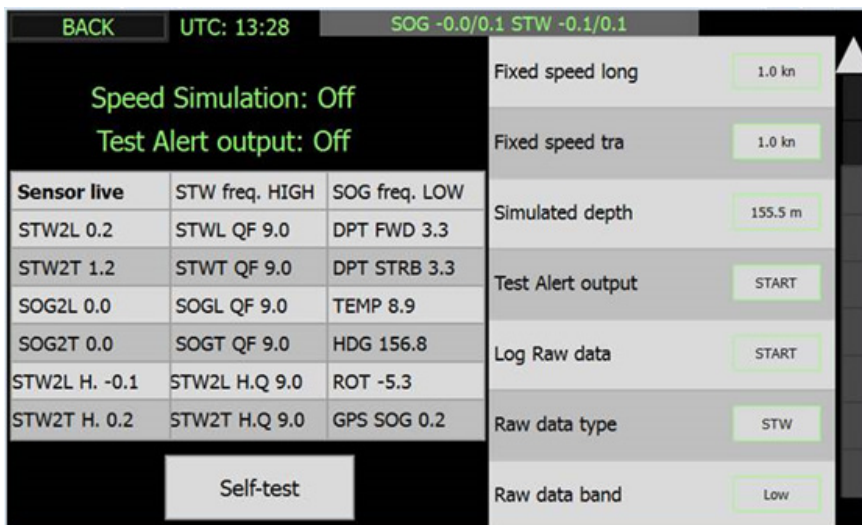 BACK UTC: 13:28 SOG -0.0/0.1 STW -0.1/0.1
Speed Simulation: Off
Test Alert output: Off
Sensor live STW freq. HIGH SOG freq. LOW
STW2L 0.2 STWL QF 9.0 DPT FWD 3.3
STW2T 1.2 STWT QF 9.0 DPT STRB 3.3
SOG2L 0.0 SOGL QF 9.0 TEMP 8.9
SOG2T 0.0 SOGT QF 9.0 HDG 156.8
STW2L H. -0.1 STW2L H.Q 9.0 ROT -5.3
STW2T H. 0.2 STW2T H.Q 9.0 GPS SOG 0.2
Self-test
Fixed speed long 1.0 kn
Fixed speed tra 1.0 kn
Simulated depth 155.5 m
Test Alert output START
Log Raw data START
Raw data type STW
Raw data band Low